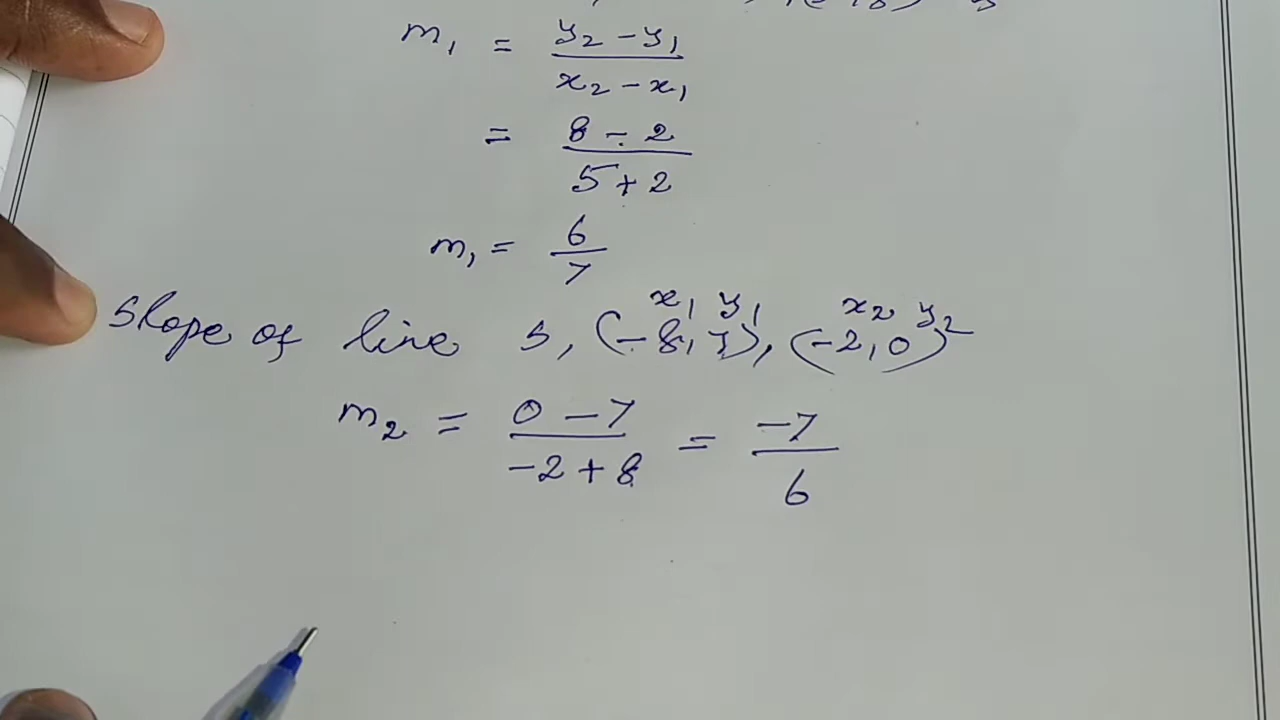 m₁ = y₂ - y₁ / x₂ - x₁
= 8 - 2 / 5 + 2
m₁ = 6 / 7
x₁ y₁ x₂ y₂
Slope of line s, (-8, 7), (-2, 0)
m₂ = 0 - 7 / -2 + 8 = -7 / 6